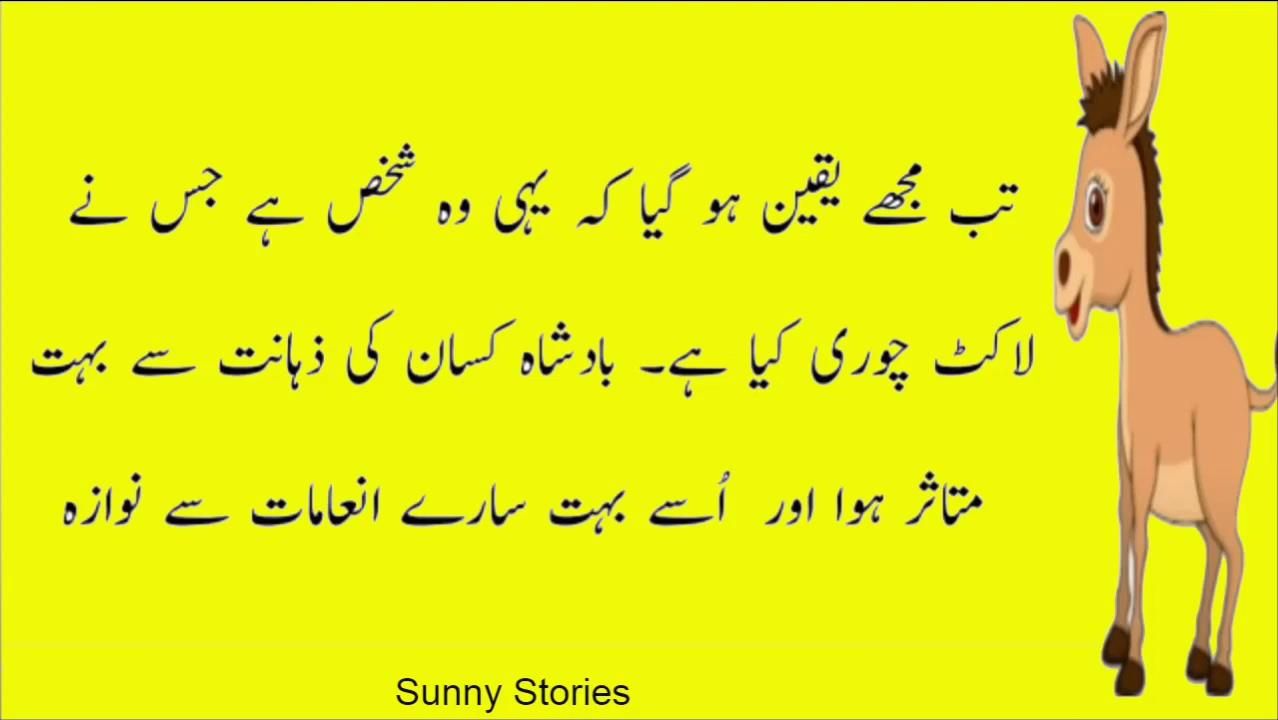 تب مجھے یقین ہو گیا کہ یہی وہ شخص ہے جس نے
لاکٹ چوری کیا ہے۔ بادشاہ کسان کی ذہانت سے بہت
متاثر ہوا اور اُسے بہت سارے انعامات سے نوازہ
Sunny Stories